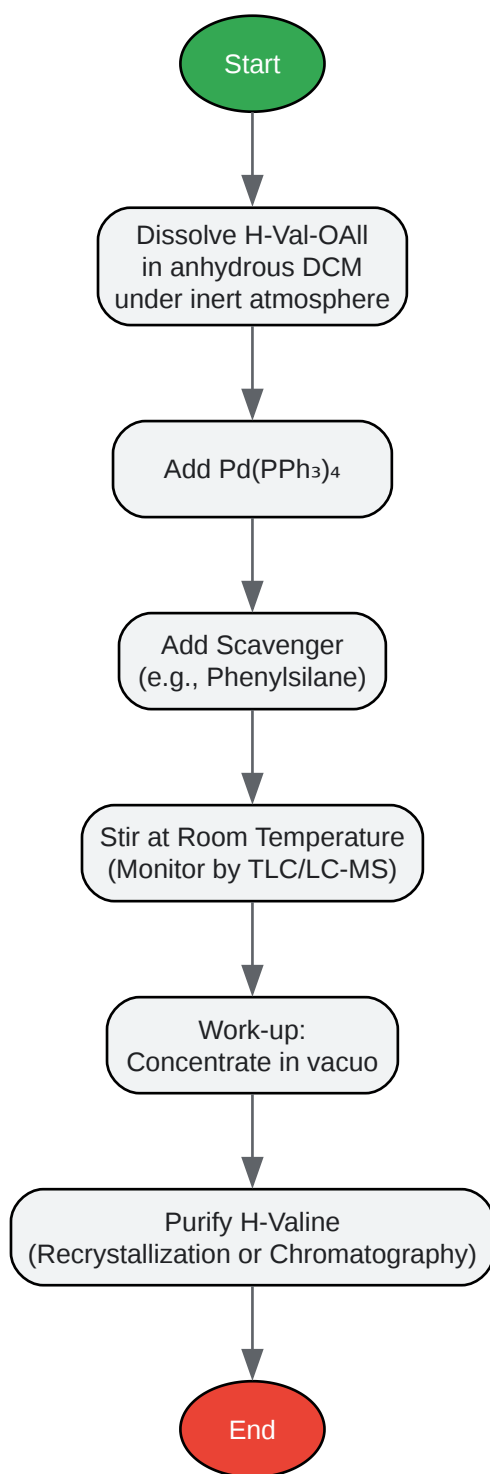 Start
Dissolve H-Val-OAll
in anhydrous DCM
under inert atmosphere
Add Pd(PPh₃)₄
Add Scavenger
(e.g., Phenylsilane)
Stir at Room Temperature
(Monitor by TLC/LC-MS)
Work-up:
Concentrate in vacuo
Purify H-Valine
(Recrystallization or Chromatography)
End